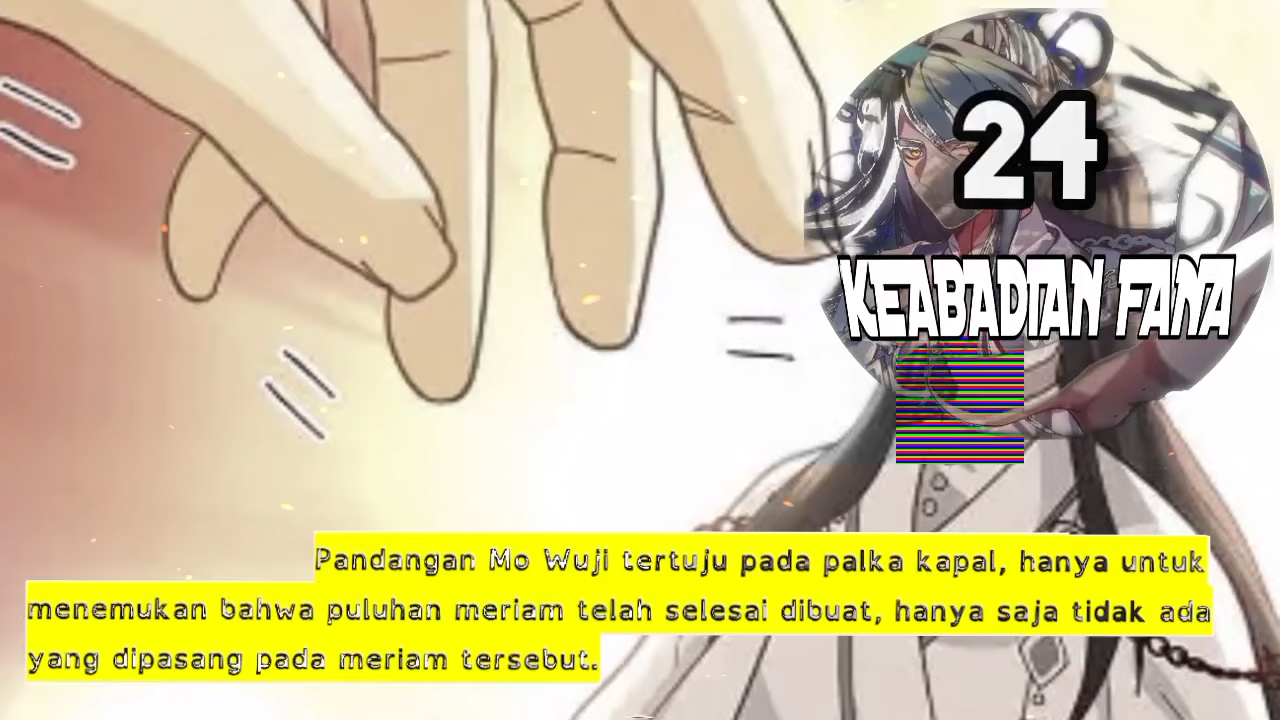 24
KEABADIAN FANA
Pandangan Mo Wuji tertuju pada palka kapal, hanya untuk
menemukan bahwa puluhan meriam telah selesai dibuat, hanya saja tidak ada
yang dipasang pada meriam tersebut.